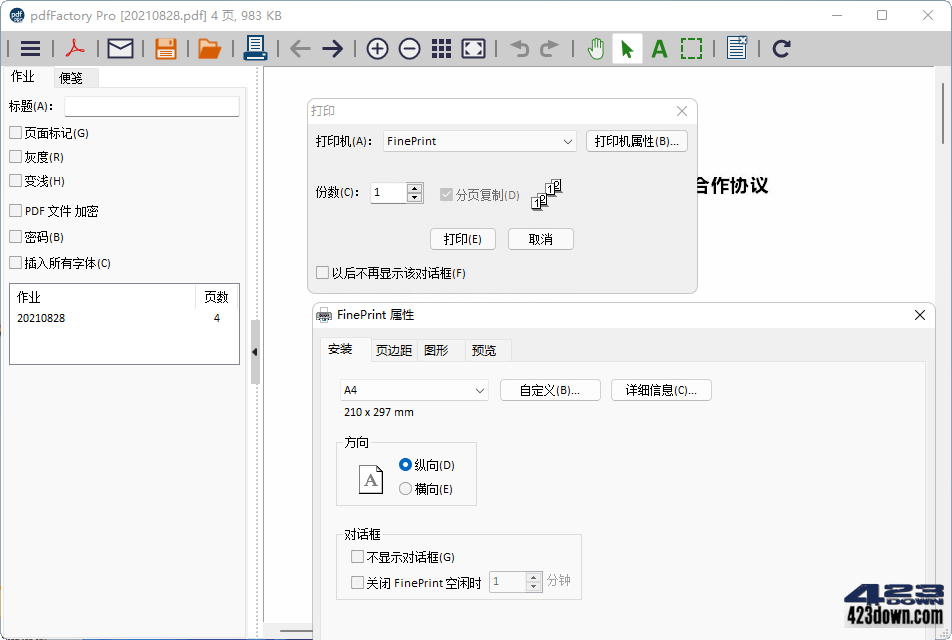 pdfFactory Pro [20210828.pdf] 4 页, 983 KB
作业
便笺
标题(A):
页面标记(G)
灰度(R)
变浅(H)
PDF 文件 加密
密码(B)
插入所有字体(C)
作业 页数
20210828 4
打印
打印机(A): FinePrint 打印机属性(B)...
份数(C): 1 分页复制(D)
打印(E) 取消
以后不再显示该对话框(F)
合作协议
FinePrint 属性
安装 页边距 图形 预览
A4 自定义(B)... 详细信息(C)...
210 x 297 mm
方向
A
纵向(D)
横向(E)
对话框
不显示对话框(G)
关闭 FinePrint 空闲时 1 分钟
423
DOWN
423down.com